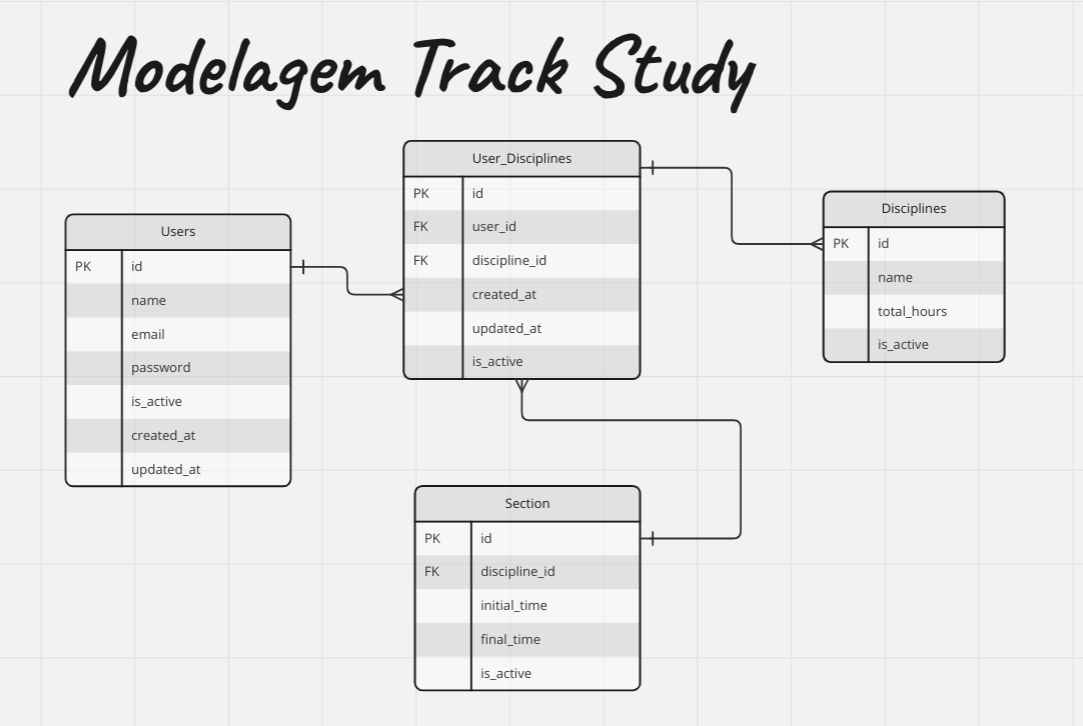 Modelagem Track Study
Users
PK id
name
email
password
is_active
created_at
updated_at
User_Disciplines
PK id
FK user_id
FK discipline_id
created_at
updated_at
is_active
Disciplines
PK id
name
total_hours
is_active
Section
PK id
FK discipline_id
initial_time
final_time
is_active